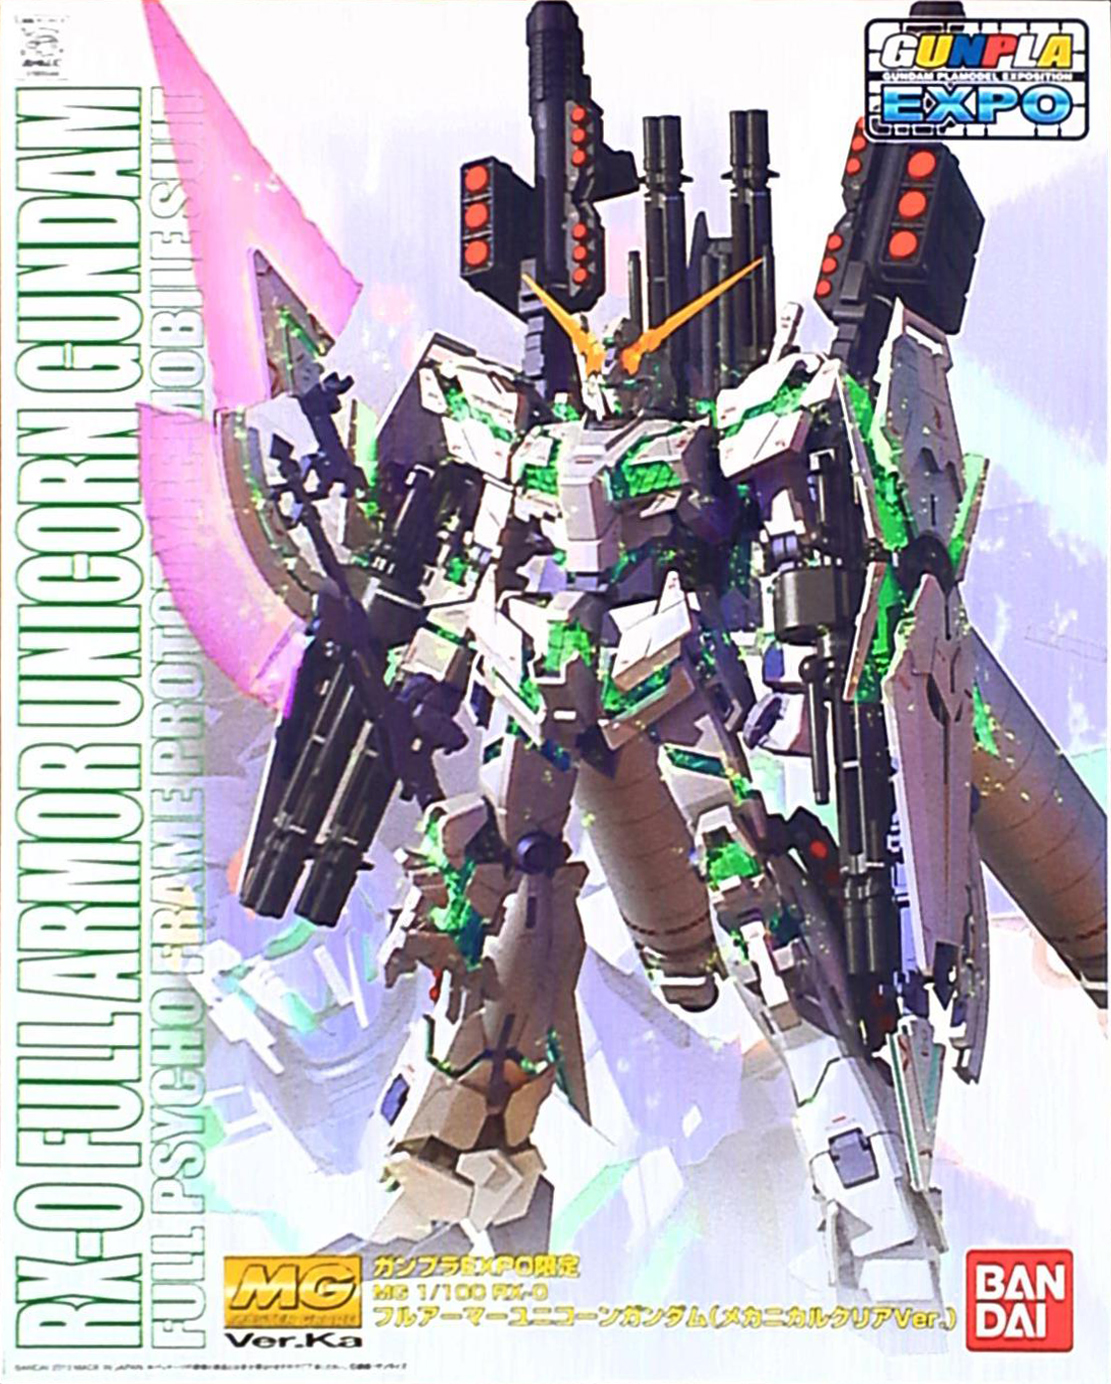 GUNPLA
GUNDAM PLAMODEL EXPOSITION
EXPO
RX-0 FULL ARMOR UNICORN GUNDAM
FULL PSYCHO FRAME PROTOTYPE MOBILE SUIT
MG
Ver.Ka
ガンプラEXPO限定
MG 1/100 RX-0
フルアーマーユニコーンガンダム(メカニカルクリアVer.)
BAN
DAI